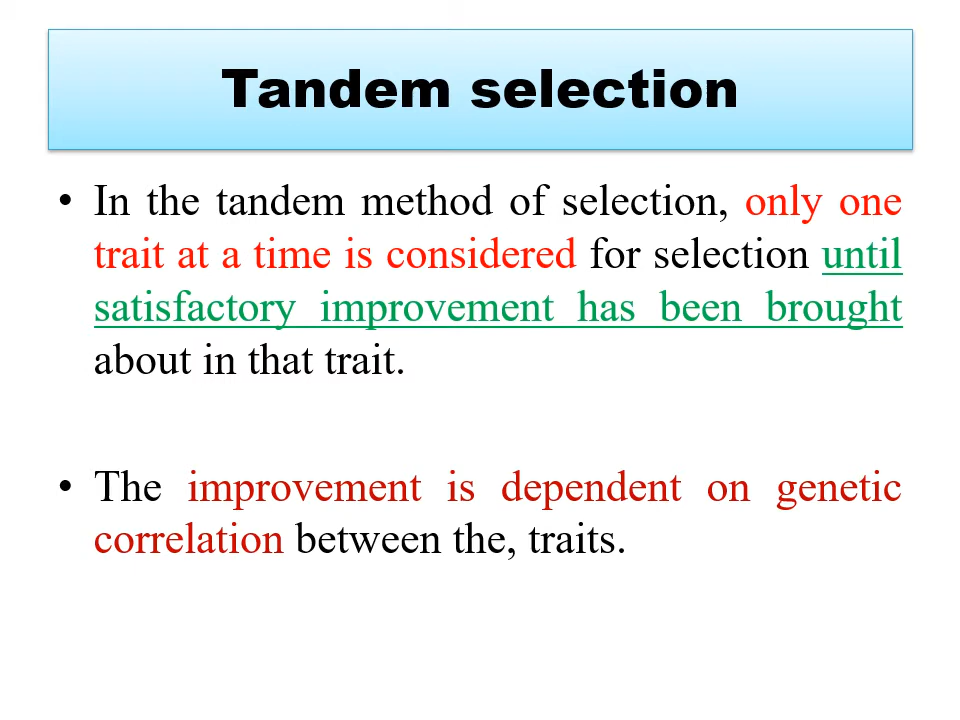 Tandem selection
• In the tandem method of selection, only one
trait at a time is considered for selection until
satisfactory improvement has been brought
about in that trait.
• The improvement is dependent on genetic
correlation between the, traits.